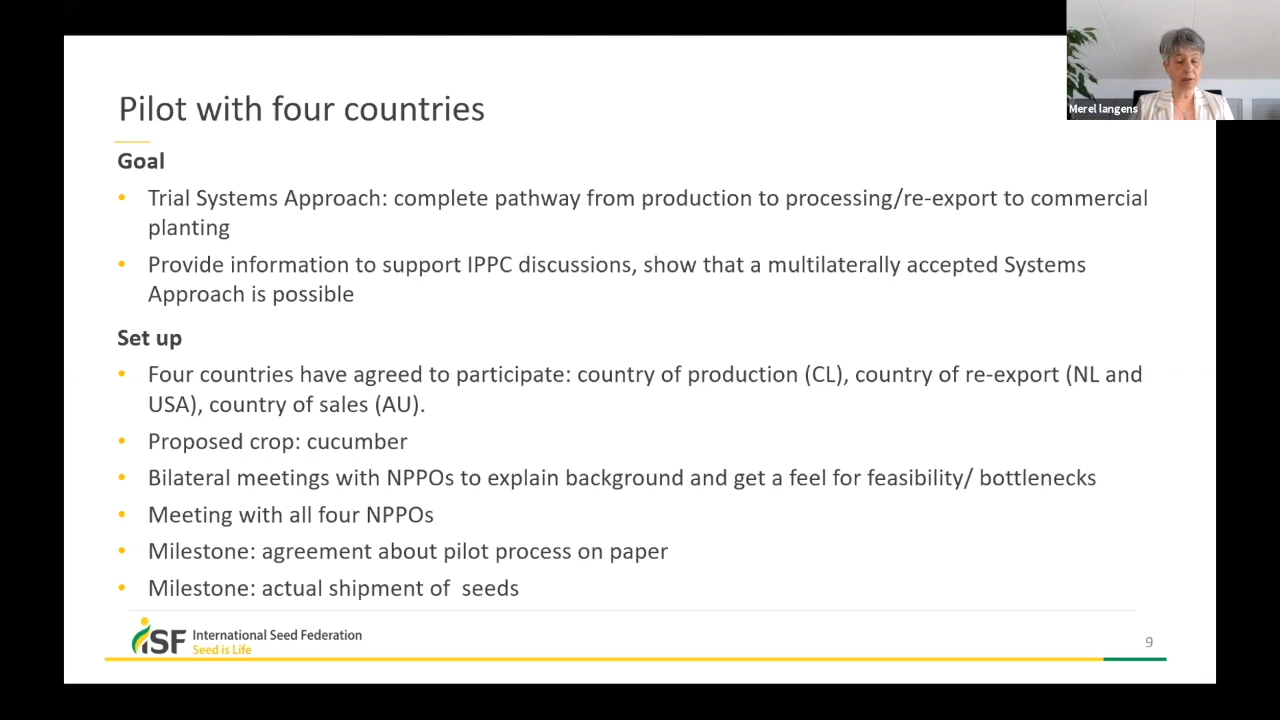 Merel langens
Pilot with four countries
Goal
• Trial Systems Approach: complete pathway from production to processing/re-export to commercial
planting
• Provide information to support IPPC discussions, show that a multilaterally accepted Systems
Approach is possible
Set up
• Four countries have agreed to participate: country of production (CL), country of re-export (NL and
USA), country of sales (AU).
• Proposed crop: cucumber
• Bilateral meetings with NPPOs to explain background and get a feel for feasibility/ bottlenecks
• Meeting with all four NPPOs
• Milestone: agreement about pilot process on paper
• Milestone: actual shipment of  seeds
iSF International Seed Federation
Seed is Life
9